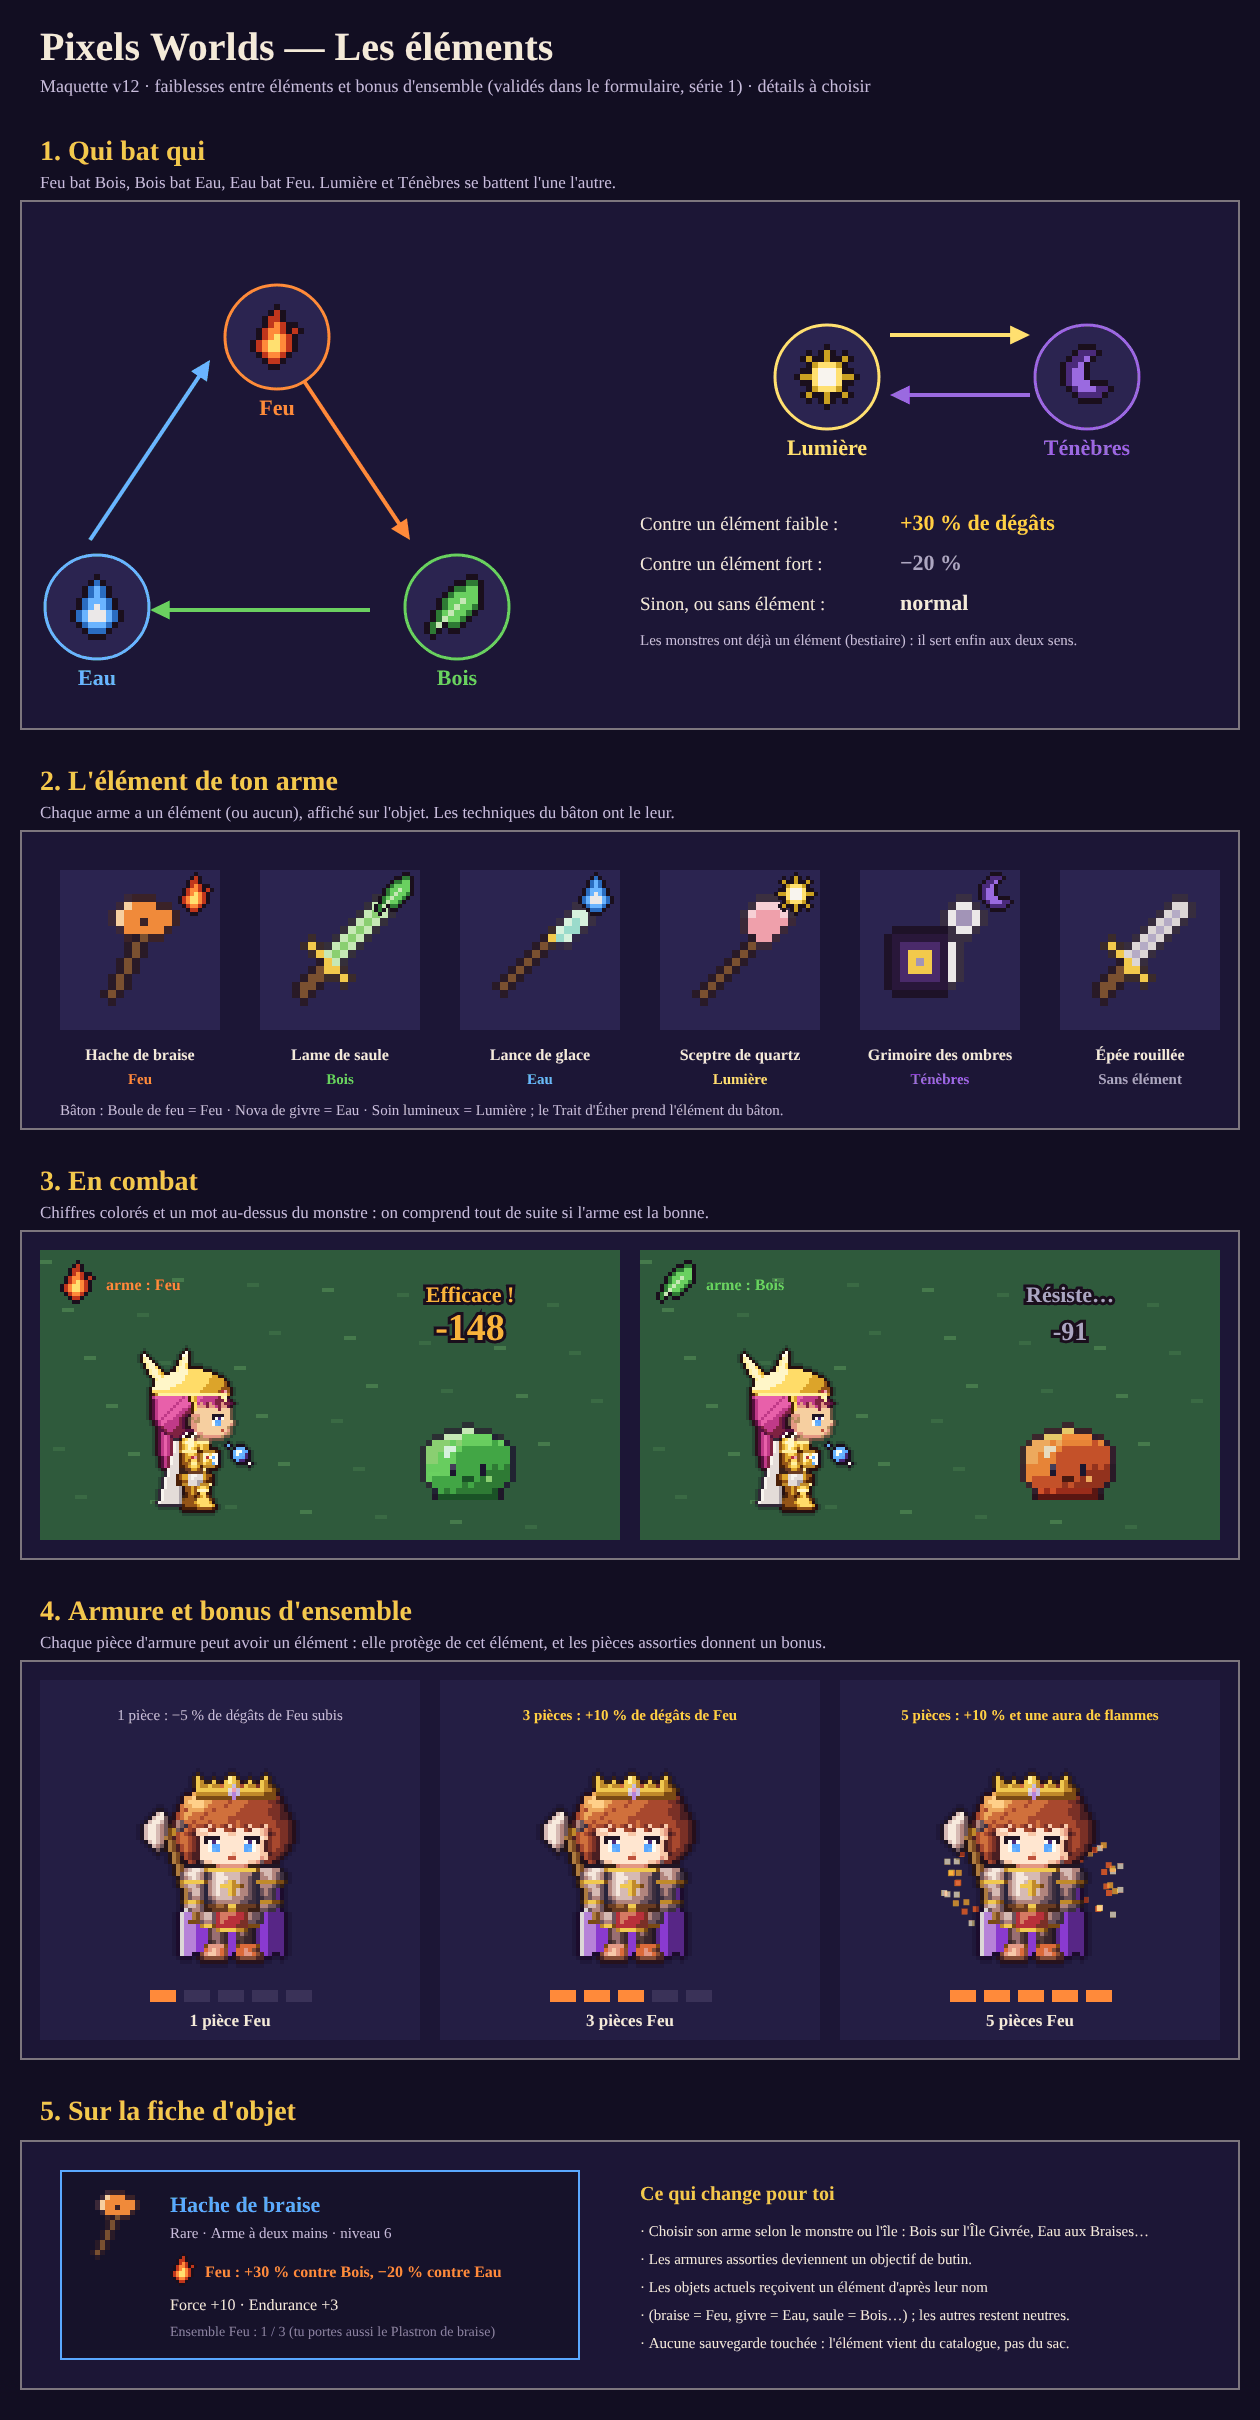 Pixels Worlds — Les éléments
Maquette v12 · faiblesses entre éléments et bonus d'ensemble (validés dans le formulaire, série 1) · détails à choisir
1. Qui bat qui
Feu bat Bois, Bois bat Eau, Eau bat Feu. Lumière et Ténèbres se battent l'une l'autre.
Feu
Lumière
Ténèbres
Contre un élément faible :
+30 % de dégâts
Contre un élément fort :
−20 %
Sinon, ou sans élément :
normal
Les monstres ont déjà un élément (bestiaire) : il sert enfin aux deux sens.
Eau
Bois
2. L'élément de ton arme
Chaque arme a un élément (ou aucun), affiché sur l'objet. Les techniques du bâton ont le leur.
Hache de braise
Lame de saule
Lance de glace
Sceptre de quartz
Grimoire des ombres
Épée rouillée
Feu
Bois
Eau
Lumière
Ténèbres
Sans élément
Bâton : Boule de feu = Feu · Nova de givre = Eau · Soin lumineux = Lumière ; le Trait d'Éther prend l'élément du bâton.
3. En combat
Chiffres colorés et un mot au-dessus du monstre : on comprend tout de suite si l'arme est la bonne.
arme : Feu
Efficace !
-148
arme : Bois
Résiste…
-91
4. Armure et bonus d'ensemble
Chaque pièce d'armure peut avoir un élément : elle protège de cet élément, et les pièces assorties donnent un bonus.
1 pièce : −5 % de dégâts de Feu subis
3 pièces : +10 % de dégâts de Feu
5 pièces : +10 % et une aura de flammes
1 pièce Feu
3 pièces Feu
5 pièces Feu
5. Sur la fiche d'objet
Hache de braise
Rare · Arme à deux mains · niveau 6
Feu : +30 % contre Bois, −20 % contre Eau
Force +10 · Endurance +3
Ensemble Feu : 1 / 3 (tu portes aussi le Plastron de braise)
Ce qui change pour toi
· Choisir son arme selon le monstre ou l'île : Bois sur l'Île Givrée, Eau aux Braises…
· Les armures assorties deviennent un objectif de butin.
· Les objets actuels reçoivent un élément d'après leur nom
· (braise = Feu, givre = Eau, saule = Bois…) ; les autres restent neutres.
· Aucune sauvegarde touchée : l'élément vient du catalogue, pas du sac.